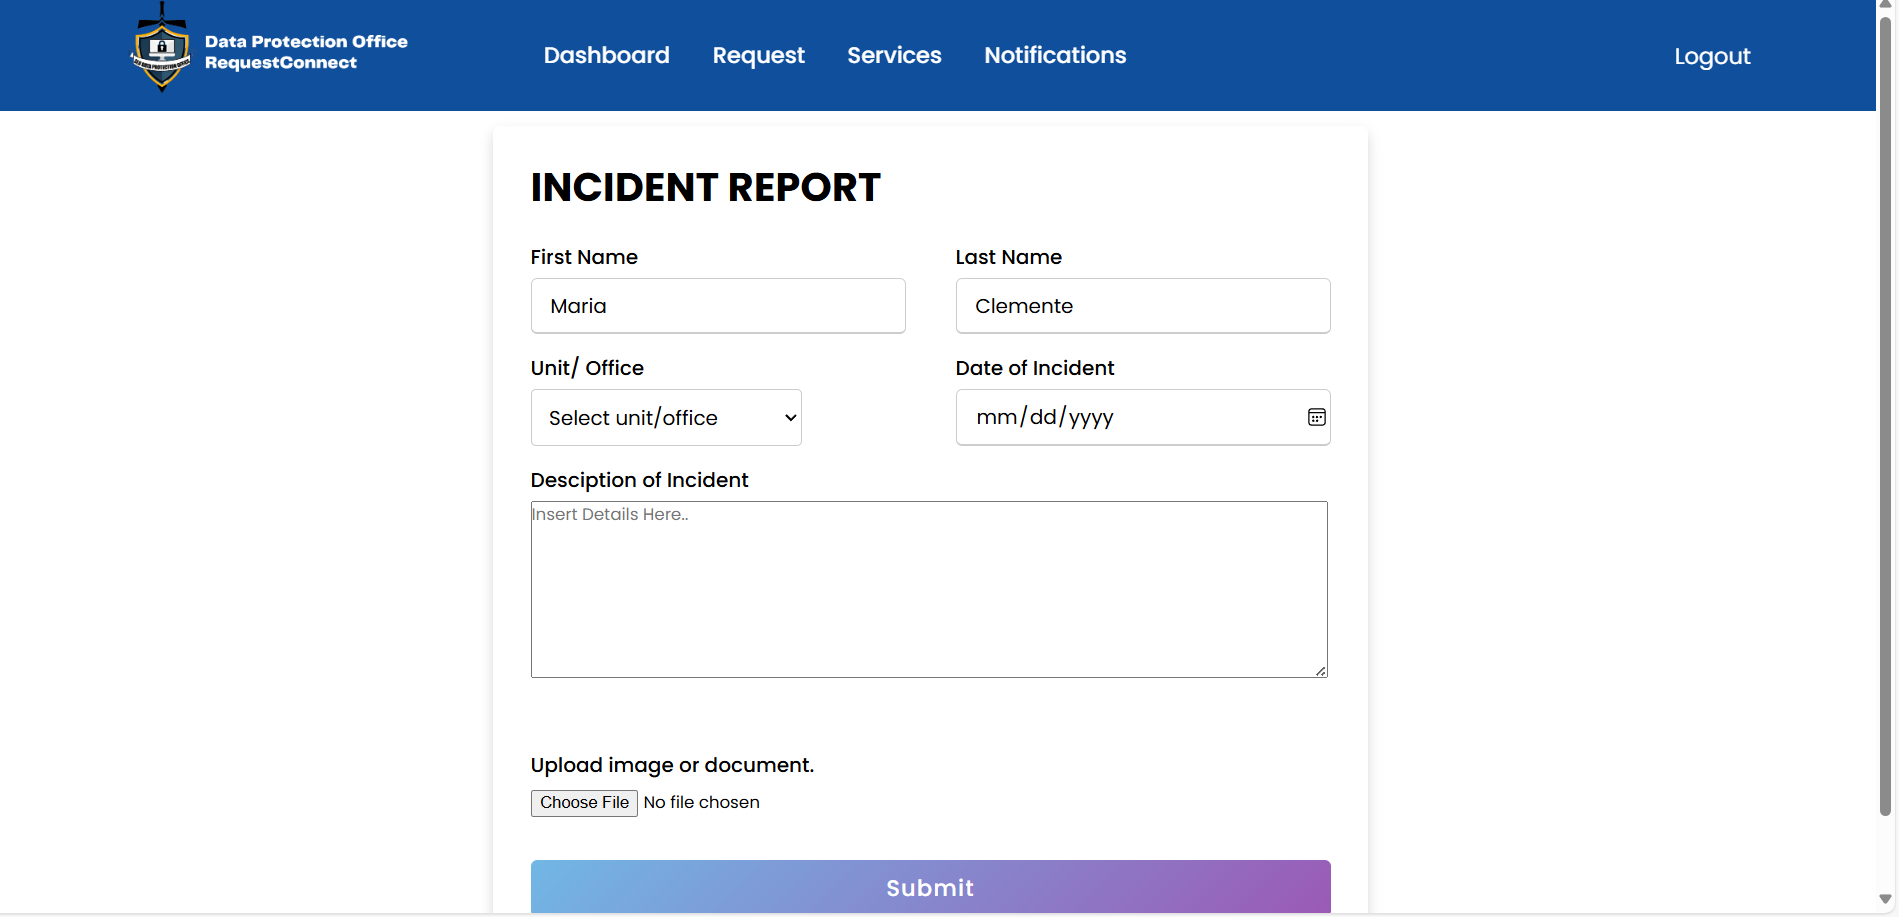 Data Protection Office
RequestConnect
Dashboard Request Services Notifications Logout
INCIDENT REPORT
First Name Last Name
Maria Clemente
Unit/ Office Date of Incident
Select unit/office mm/dd/yyyy
Desciption of Incident
Insert Details Here..
Upload image or document.
Choose File No file chosen
Submit